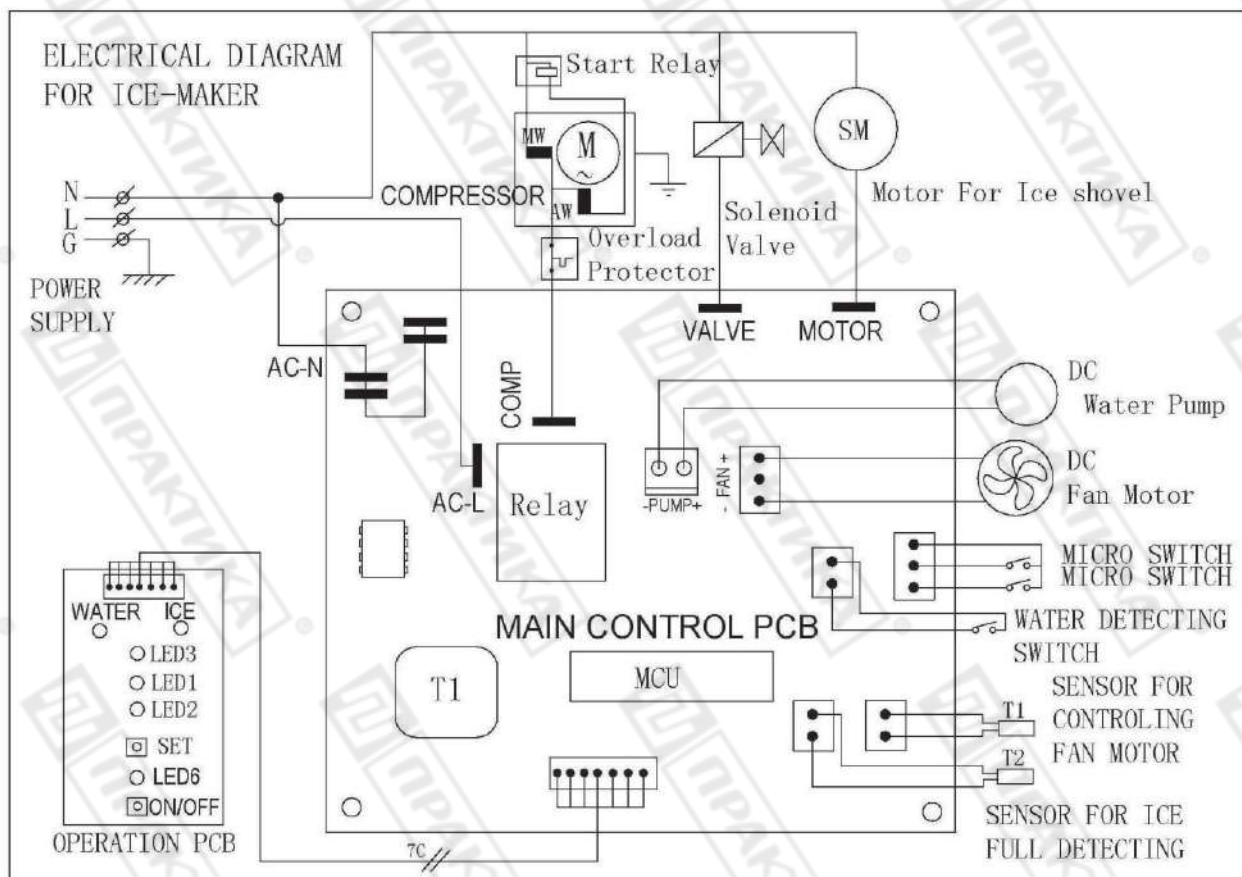 ELECTRICAL DIAGRAM
FOR ICE-MAKER
Start Relay
MW
M
~
AW
COMPRESSOR
SM
Motor For Ice shovel
Solenoid
Valve
Overload
Protector
N
L
G
POWER
SUPPLY
VALVE
MOTOR
AC-N
COMP
AC-L
Relay
DC
Water Pump
-PUMP+
- FAN +
DC
Fan Motor
MICRO SWITCH
MICRO SWITCH
WATER DETECTING
SWITCH
MAIN CONTROL PCB
MCU
T1
SENSOR FOR
CONTROLING
FAN MOTOR
T1
T2
SENSOR FOR ICE
FULL DETECTING
WATER ICE
LED3
LED1
LED2
SET
LED6
ON/OFF
OPERATION PCB
7C
ПРАКТИКА